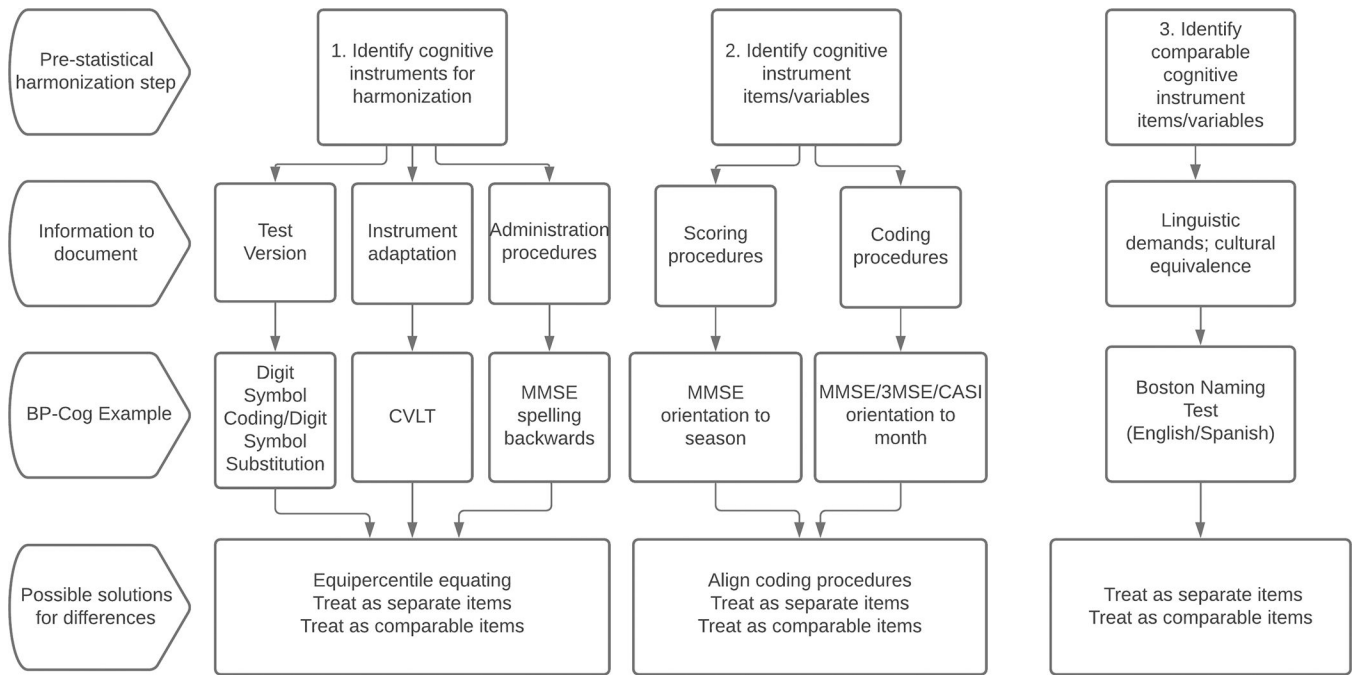 Pre-statistical
harmonization step
1. Identify cognitive
instruments for
harmonization
2. Identify cognitive
instrument
items/variables
3. Identify
comparable
cognitive
instrument
items/variables
Information to
document
Test
Version
Instrument
adaptation
Administration
procedures
Scoring
procedures
Coding
procedures
Linguistic
demands; cultural
equivalence
BP-Cog Example
Digit
Symbol
Coding/Digit
Symbol
Substitution
CVLT
MMSE
spelling
backwards
MMSE
orientation to
season
MMSE/3MSE/CASI
orientation to
month
Boston Naming
Test
(English/Spanish)
Possible solutions
for differences
Equipercentile equating
Treat as separate items
Treat as comparable items
Align coding procedures
Treat as separate items
Treat as comparable items
Treat as separate items
Treat as comparable items